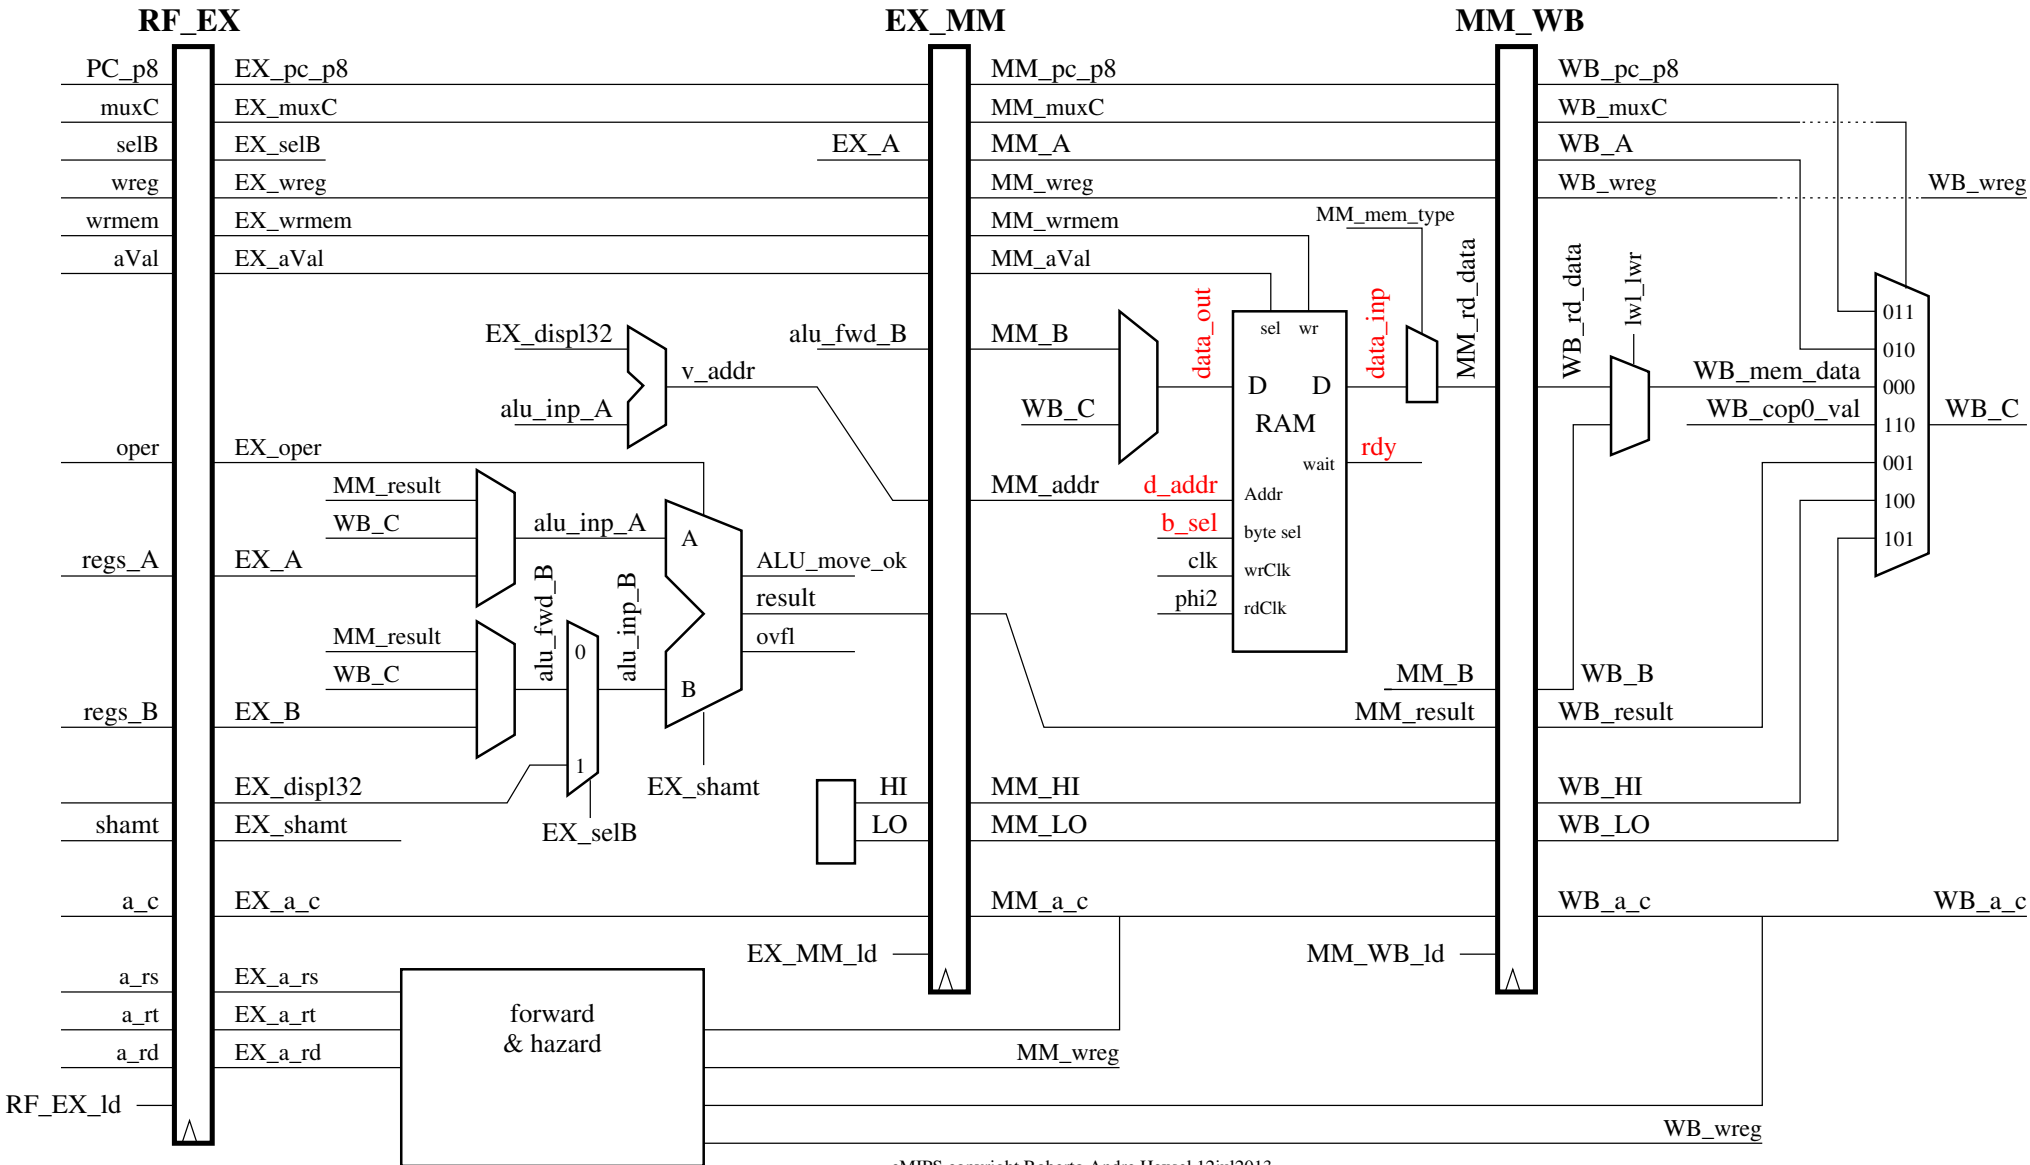 RF_EX EX_MM MM_WB
PC_p8 EX_pc_p8 MM_pc_p8 WB_pc_p8
muxC EX_muxC MM_muxC WB_muxC
selB EX_selB EX_A MM_A WB_A
wreg EX_wreg MM_wreg WB_wreg WB_wreg
wrmem EX_wrmem MM_wrmem MM_mem_type
aVal EX_aVal MM_aVal
data_out
data_inp
MM_rd_data
WB_rd_data
lwl_lwr
EX_displ32 alu_fwd_B MM_B sel wr 011
010
v_addr D D WB_mem_data 000
alu_inp_A WB_C RAM WB_cop0_val 110 WB_C
oper EX_oper rdy
wait 001
MM_result MM_addr d_addr Addr 100
WB_C alu_inp_A A b_sel byte sel 101
regs_A EX_A ALU_move_ok clk wrClk
alu_fwd_B
alu_inp_B
result phi2 rdClk
MM_result 0 ovfl
WB_C B MM_B WB_B
regs_B EX_B MM_result WB_result
1
EX_displ32 EX_shamt HI MM_HI WB_HI
shamt EX_shamt EX_selB LO MM_LO WB_LO
a_c EX_a_c MM_a_c WB_a_c WB_a_c
EX_MM_ld MM_WB_ld
a_rs EX_a_rs
a_rt EX_a_rt forward
a_rd EX_a_rd & hazard MM_wreg
RF_EX_ld
WB_wreg